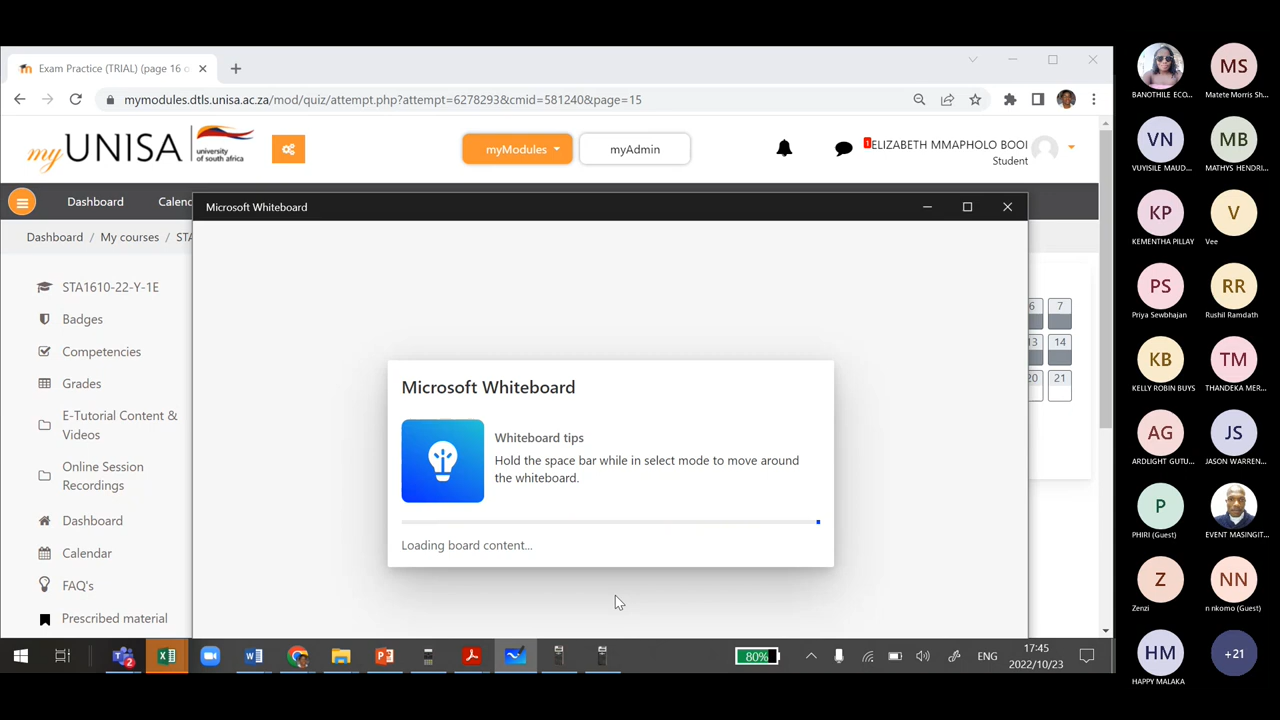 Exam Practice (TRIAL) (page 16 o
mymodules.dtls.unisa.ac.za/mod/quiz/attempt.php?attempt=6278293&cmid=581240&page=15
myUNISA
university
of south africa
myModules
myAdmin
1
ELIZABETH MMAPHOLO BOOI
Student
Dashboard
Calenc
Microsoft Whiteboard
Dashboard / My courses / STA
STA1610-22-Y-1E
Badges
Competencies
Grades
E-Tutorial Content &
Videos
Online Session
Recordings
Dashboard
Calendar
FAQ's
Prescribed material
6 7
13 14
20 21
Microsoft Whiteboard
Whiteboard tips
Hold the space bar while in select mode to move around
the whiteboard.
Loading board content...
80%
ENG
17:45
2022/10/23
BANOTHILE ECO...
MS
Matete Morris Sh...
VN
VUYISILE MAUD...
MB
MATHYS HENDRI...
KP
KEMENTHA PILLAY
V
Vee
PS
Priya Sewbhajan
RR
Rushil Ramdath
KB
KELLY ROBIN BUYS
TM
THANDEKA MER...
AG
ARDLIGHT GUTU...
JS
JASON WARREN...
P
PHIRI (Guest)
EVENT MASINGIT...
Z
Zenzi
NN
n nkomo (Guest)
HM
HAPPY MALAKA
+21